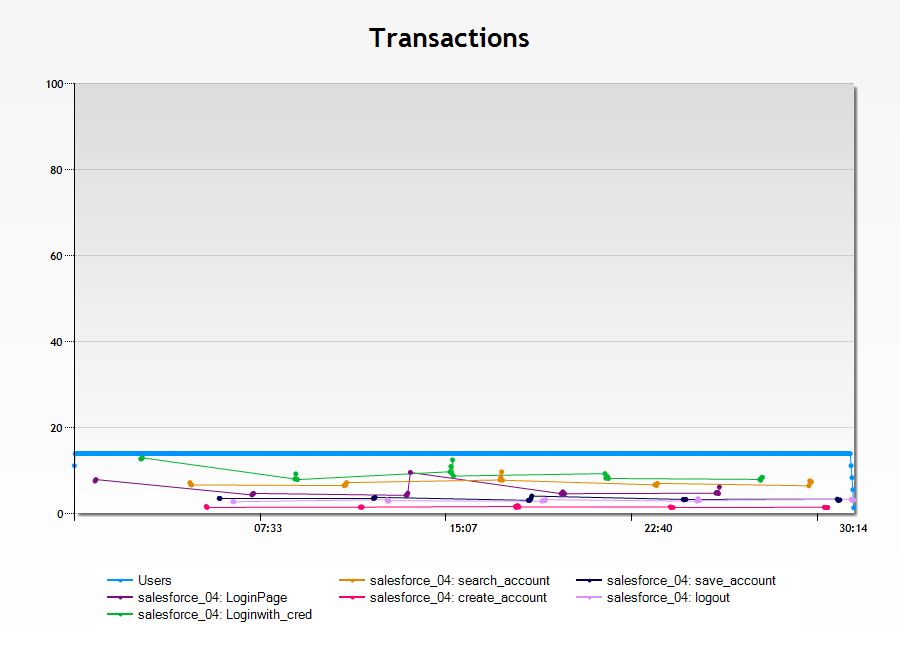 Transactions
100
80
60
40
20
0
07:33 15:07 22:40 30:14
Users salesforce_04: search_account salesforce_04: save_account
salesforce_04: LoginPage salesforce_04: create_account salesforce_04: logout
salesforce_04: Loginwith_cred